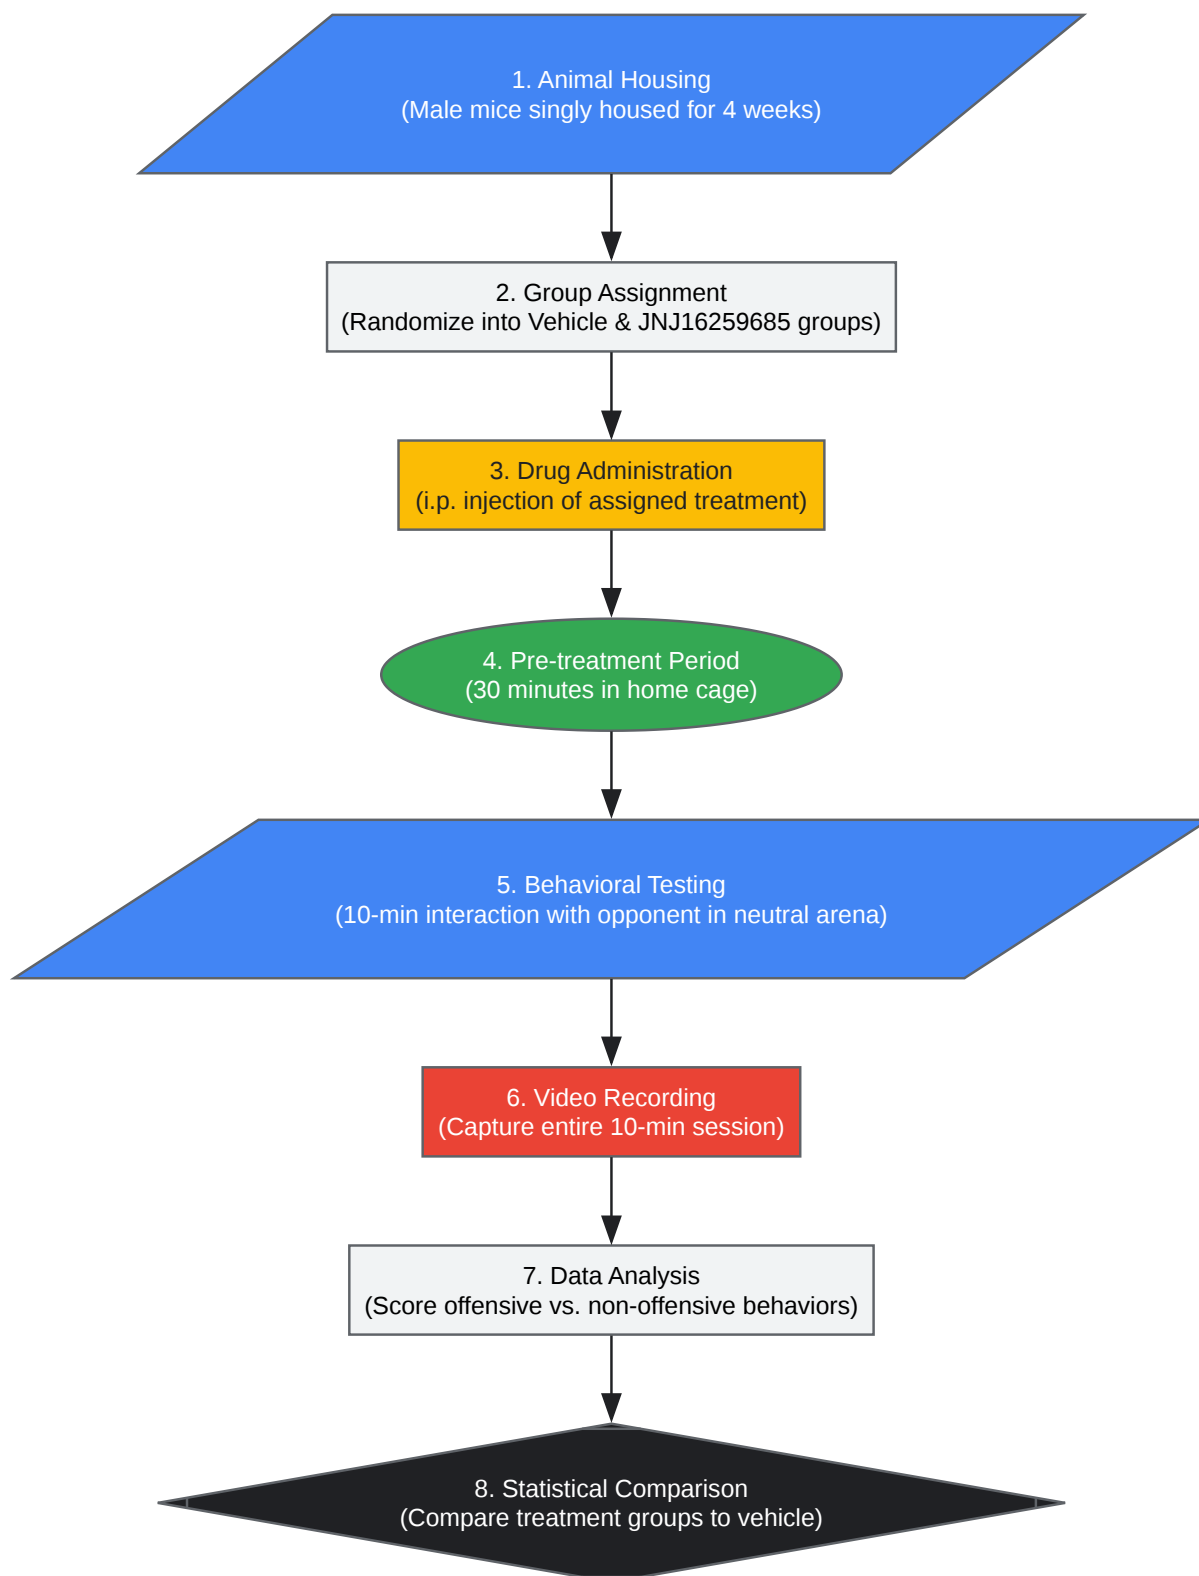 1. Animal Housing
(Male mice singly housed for 4 weeks)
2. Group Assignment
(Randomize into Vehicle & JNJ16259685 groups)
3. Drug Administration
(i.p. injection of assigned treatment)
4. Pre-treatment Period
(30 minutes in home cage)
5. Behavioral Testing
(10-min interaction with opponent in neutral arena)
6. Video Recording
(Capture entire 10-min session)
7. Data Analysis
(Score offensive vs. non-offensive behaviors)
8. Statistical Comparison
(Compare treatment groups to vehicle)